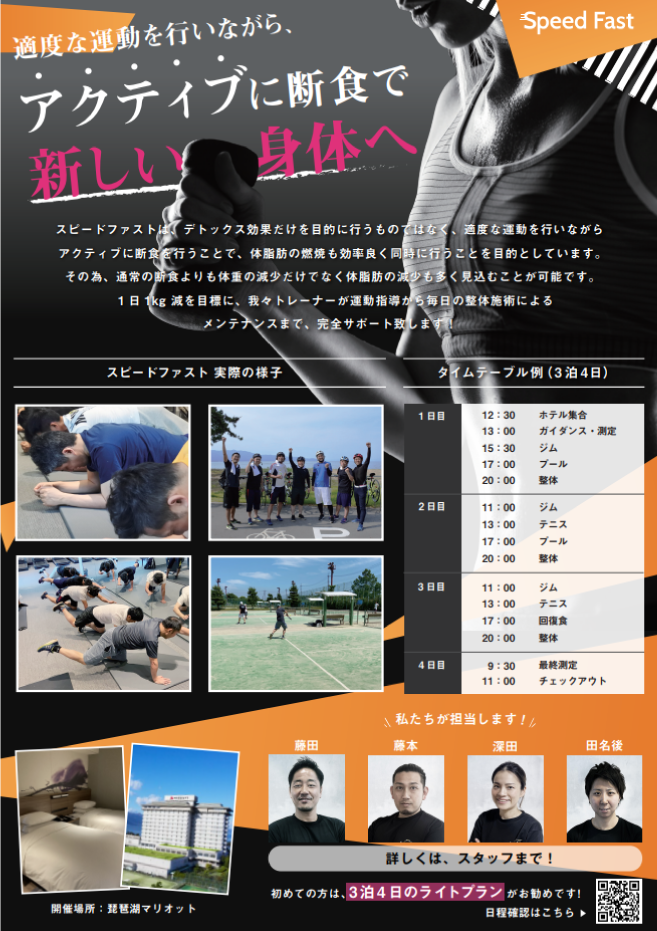 Speed Fast
適度な運動を行いながら、
アクティブに断食で
新しい身体へ
スピードファストは、デトックス効果だけを目的に行うものではなく、適度な運動を行いながら
アクティブに断食を行うことで、体脂肪の燃焼も効率良く同時に行うことを目的としています。
その為、通常の断食よりも体重の減少だけでなく体脂肪の減少も多く見込むことが可能です。
1日1kg減を目標に、我々トレーナーが運動指導から毎日の整体施術による
メンテナンスまで、完全サポート致します！
スピードファスト 実際の様子
タイムテーブル例（3泊4日）
1日目
12：30 ホテル集合
13：00 ガイダンス・測定
15：30 ジム
17：00 プール
20：00 整体
2日目
11：00 ジム
13：00 テニス
17：00 プール
20：00 整体
3日目
11：00 ジム
13：00 テニス
17：00 回復食
20：00 整体
4日目
9：30 最終測定
11：00 チェックアウト
私たちが担当します！
藤田 藤本 深田 田名後
詳しくは、スタッフまで！
初めての方は、3泊4日のライトプランがお勧めです！
日程確認はこちら▶
開催場所：琵琶湖マリオット